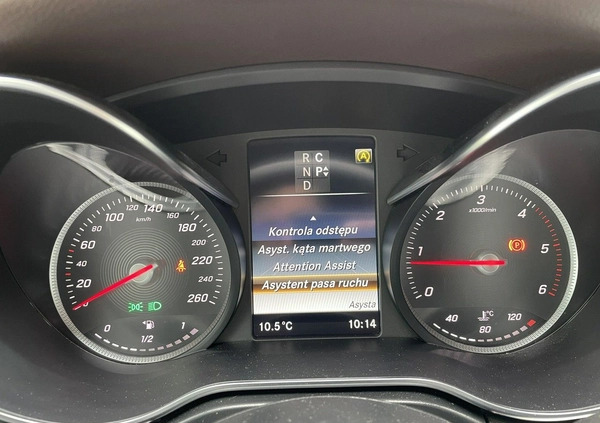 R C
N P
D
A
Kontrola odstępu
Asyst. kąta martwego
Attention Assist
Asystent pasa ruchu
Asysta
10.5°C 10:14
20 60 100 120 140 160 180 200 220 240 260
km/h
0 1/2 1
0 1 2 3 4 5 6
x1000/min
P
40 80 120
°C